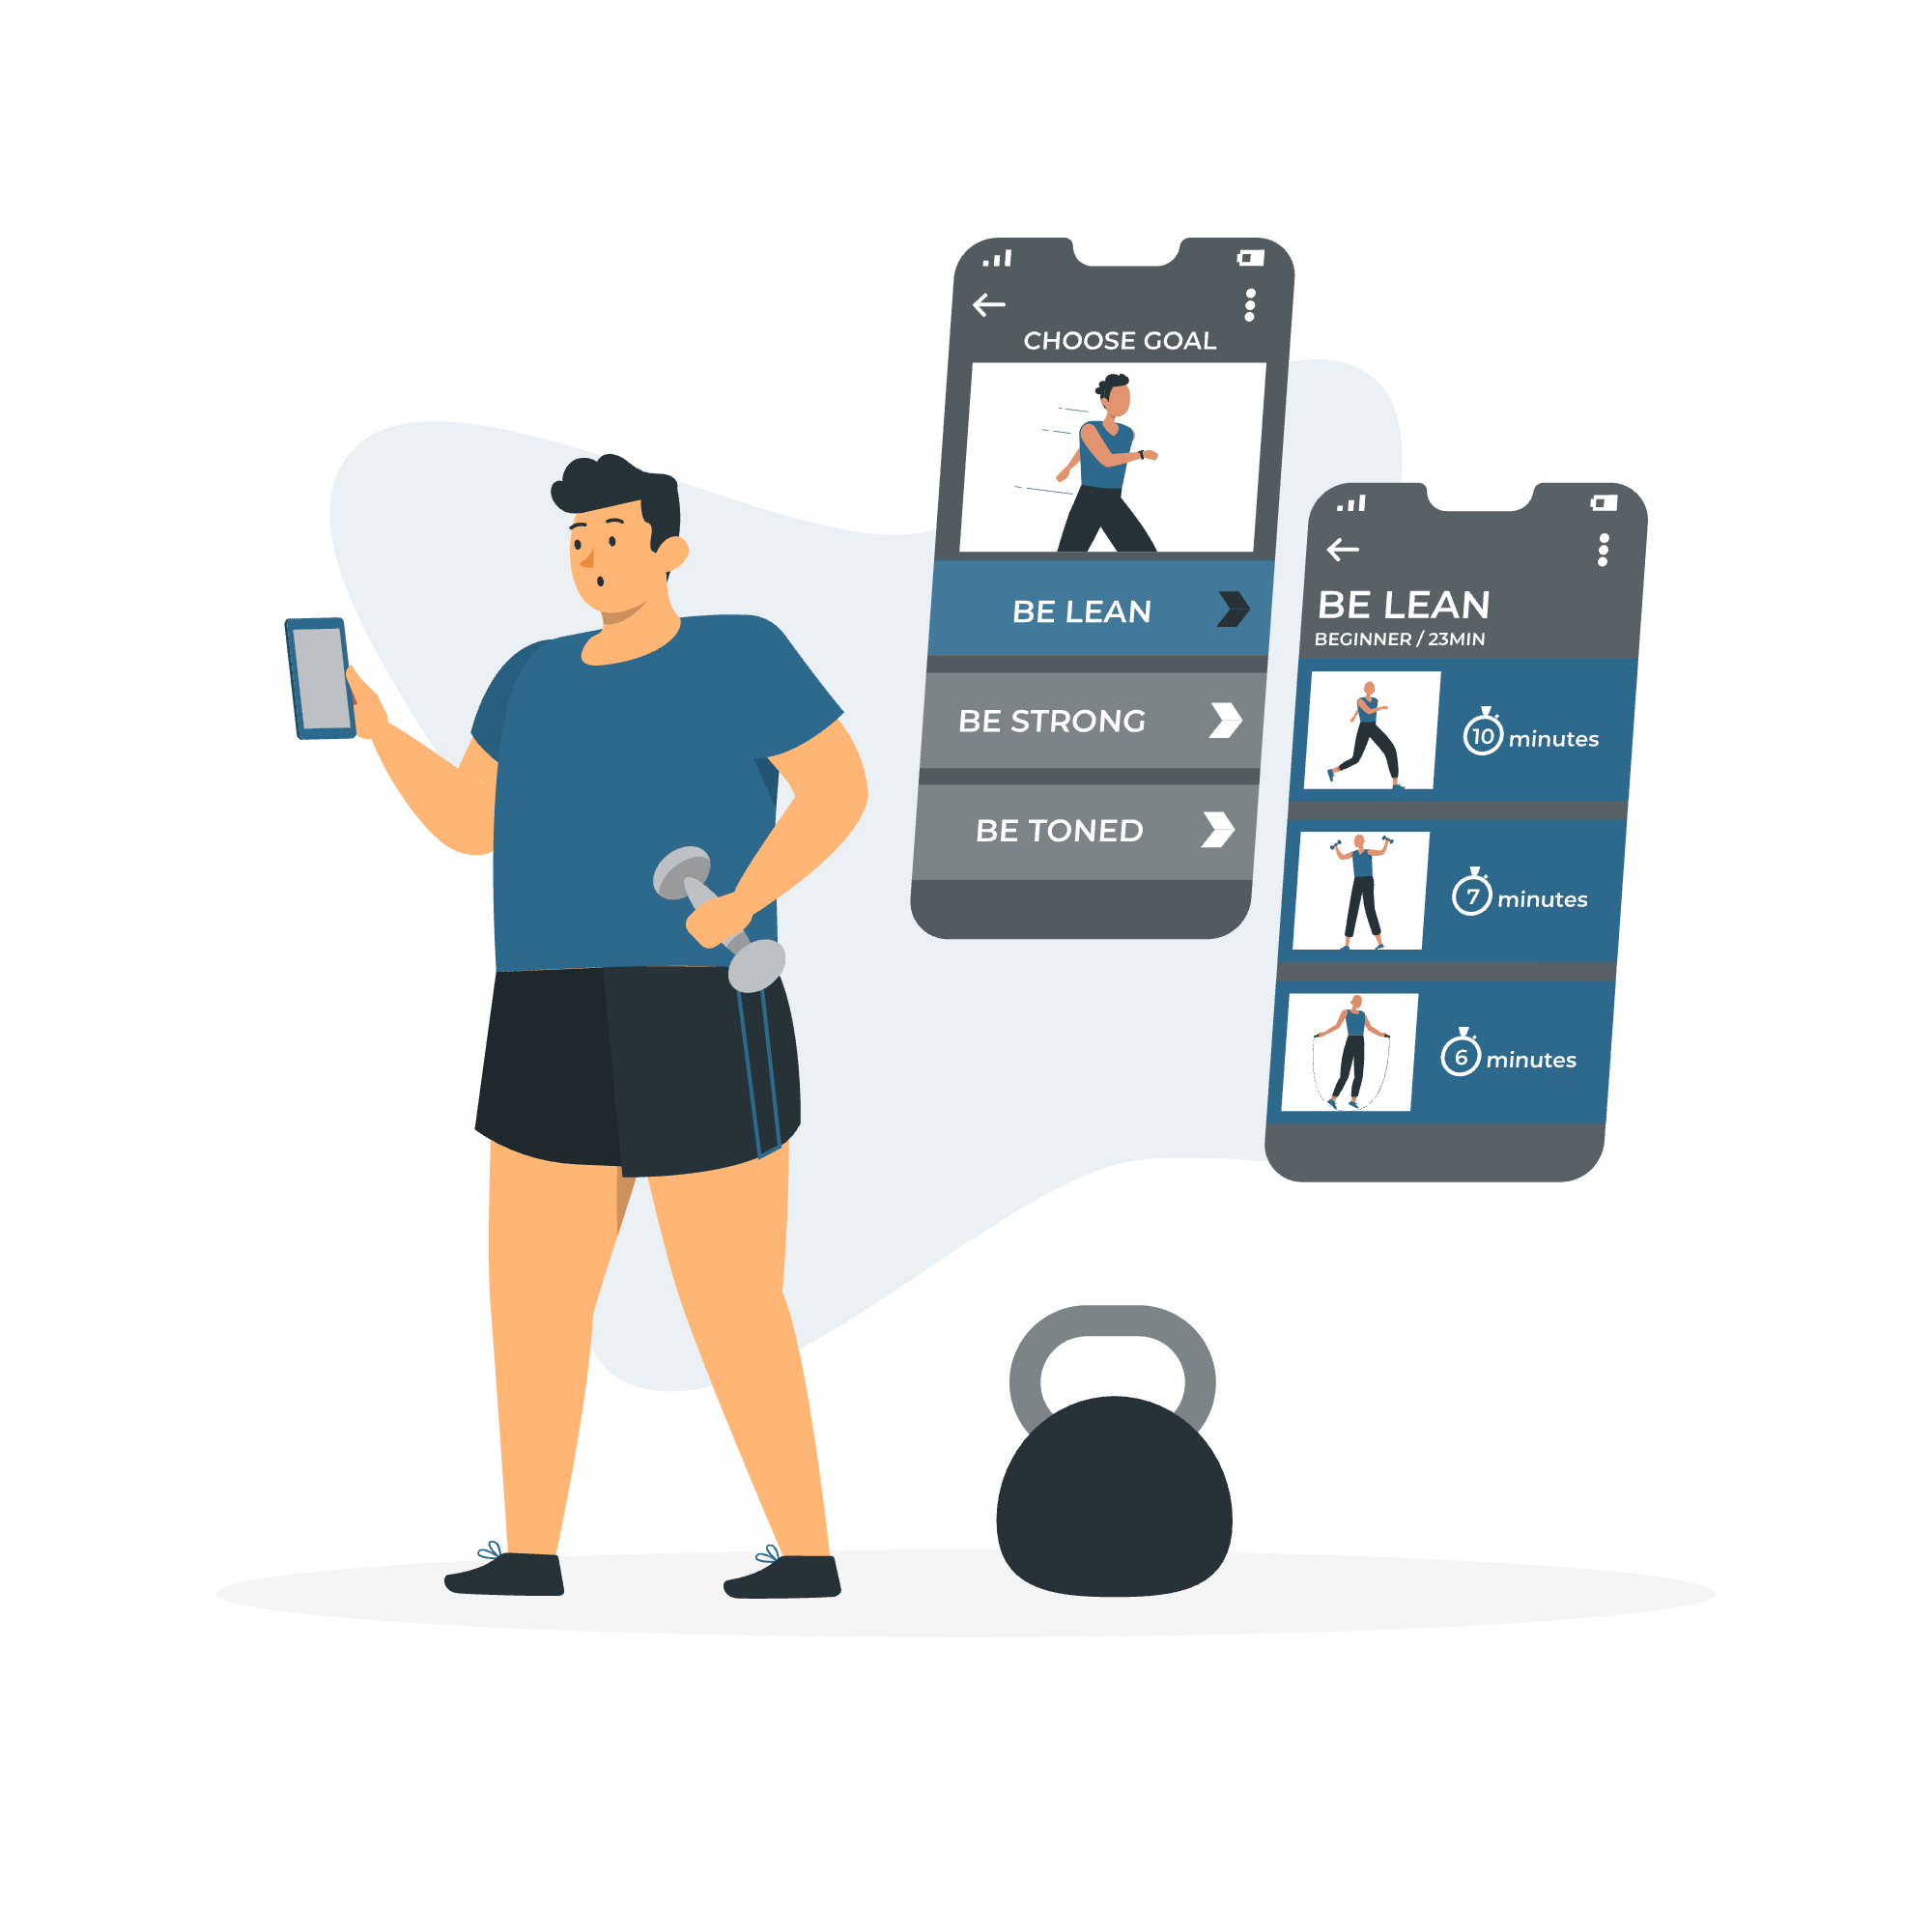 CHOOSE GOAL
BE LEAN
BE STRONG
BE TONED
BE LEAN
BEGINNER / 23MIN
10 minutes
7 minutes
6 minutes